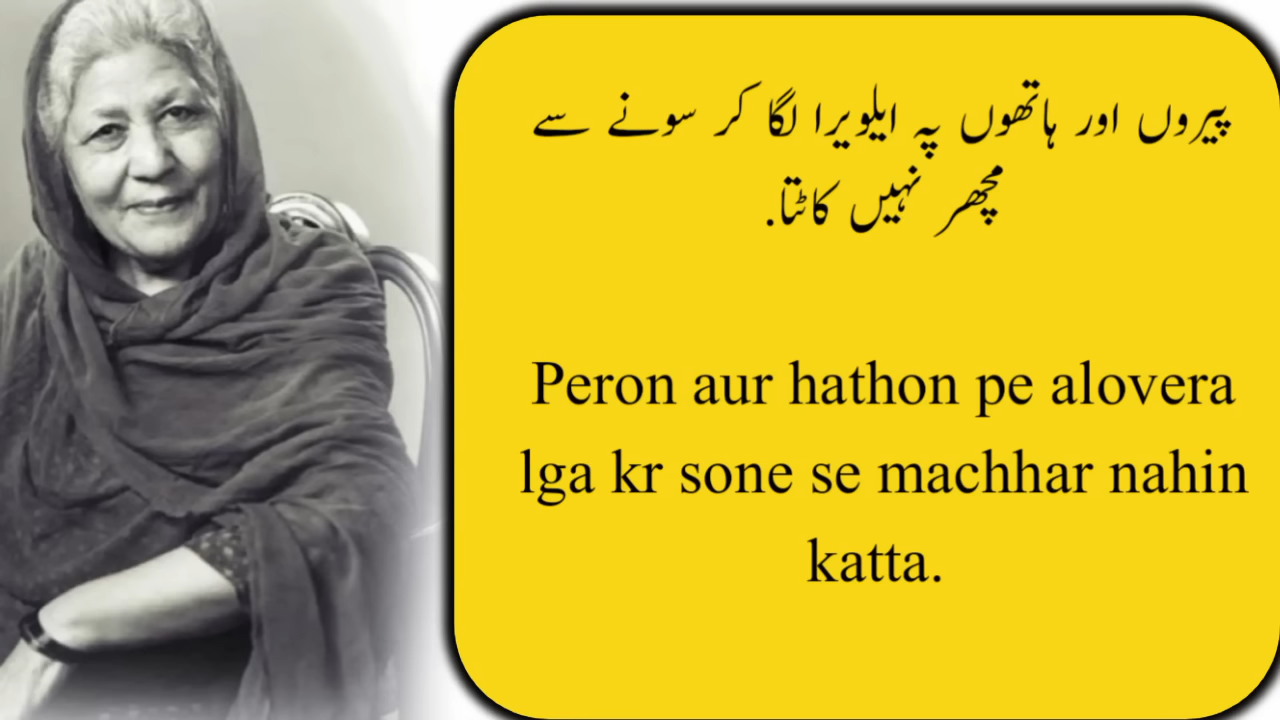 پیروں اور ہاتھوں پہ ایلویرا لگا کر سونے سے
مچھر نہیں کاٹتا.
Peron aur hathon pe alovera
lga kr sone se machhar nahin
katta.